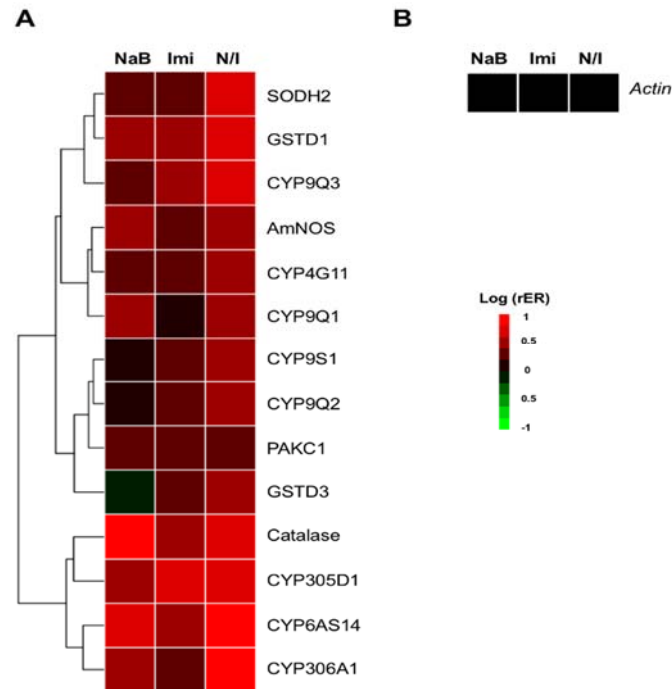 A
B
NaB Imi N/I
NaB Imi N/I
SODH2
Actin
GSTD1
CYP9Q3
AmNOS
CYP4G11
CYP9Q1
CYP9S1
CYP9Q2
PAKC1
GSTD3
Catalase
CYP305D1
CYP6AS14
CYP306A1
Log (rER)
1
0.5
0
0.5
-1